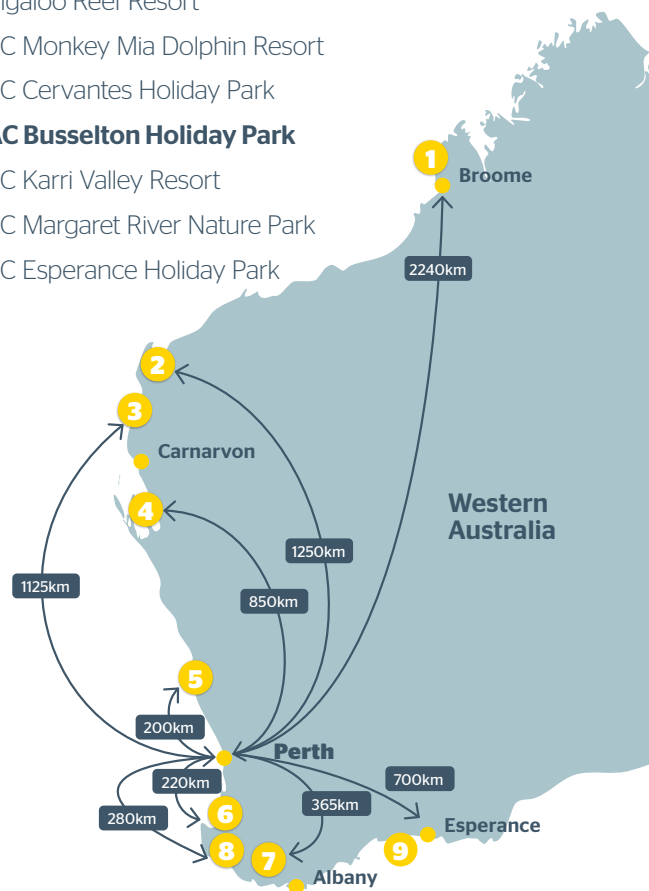 Reef Resort
C Monkey Mia Dolphin Resort
C Cervantes Holiday Park
C Busselton Holiday Park
C Karri Valley Resort
C Margaret River Nature Park
C Esperance Holiday Park
1
Broome
2240km
2
3
Carnarvon
4
Western
Australia
1250km
1125km
850km
5
200km
Perth
220km
700km
280km
365km
6
Esperance
8
7
9
Albany